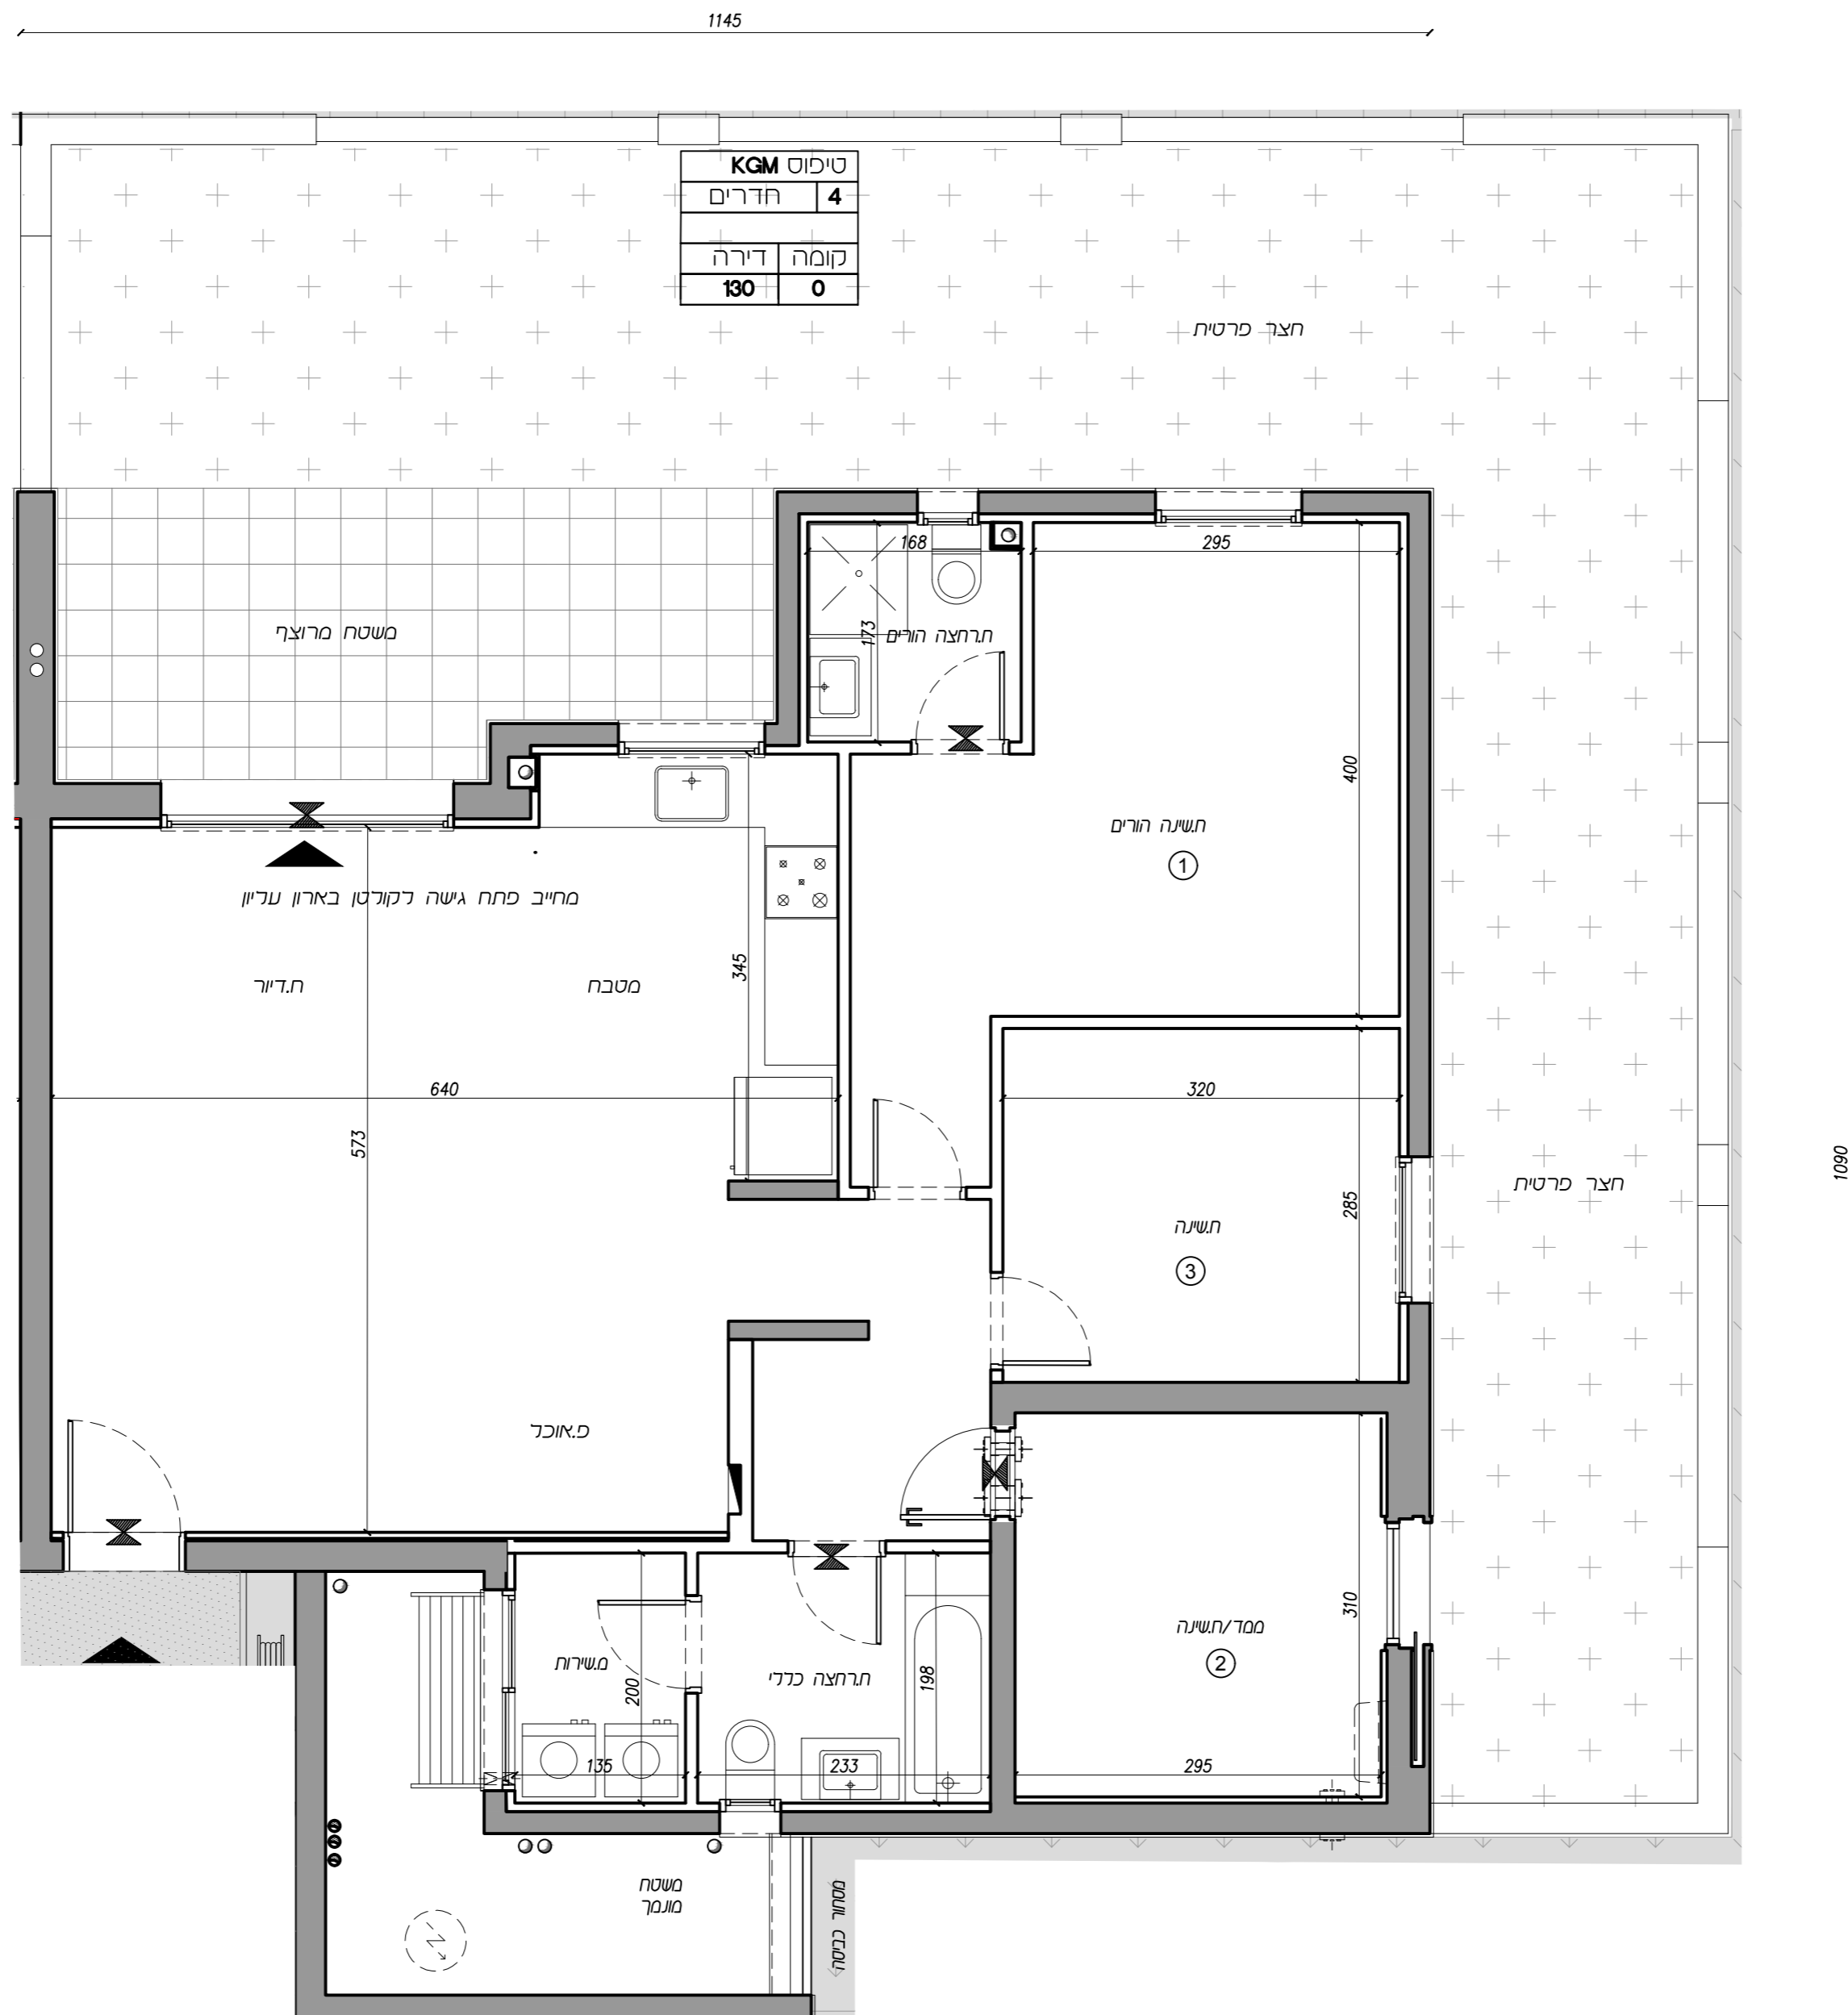 1145
טיפוס KGM
4 חדרים
קומה דירה
0 130
חצר פרטית
168
295
משטח מרוצף
173
ח.רחצה הורים
400
ח.שינה הורים
1
מחייב פתח גישה לקולטן בארון עליון
345
ח.דיור
מטבח
640
320
573
1090
חצר פרטית
285
ח.שינה
3
פ.אוכל
310
ממד/ח.שינה
2
מ.שירות
ח.רחצה כללי
200
198
135
233
295
משטח
מונמך
מסתור כביסה
N